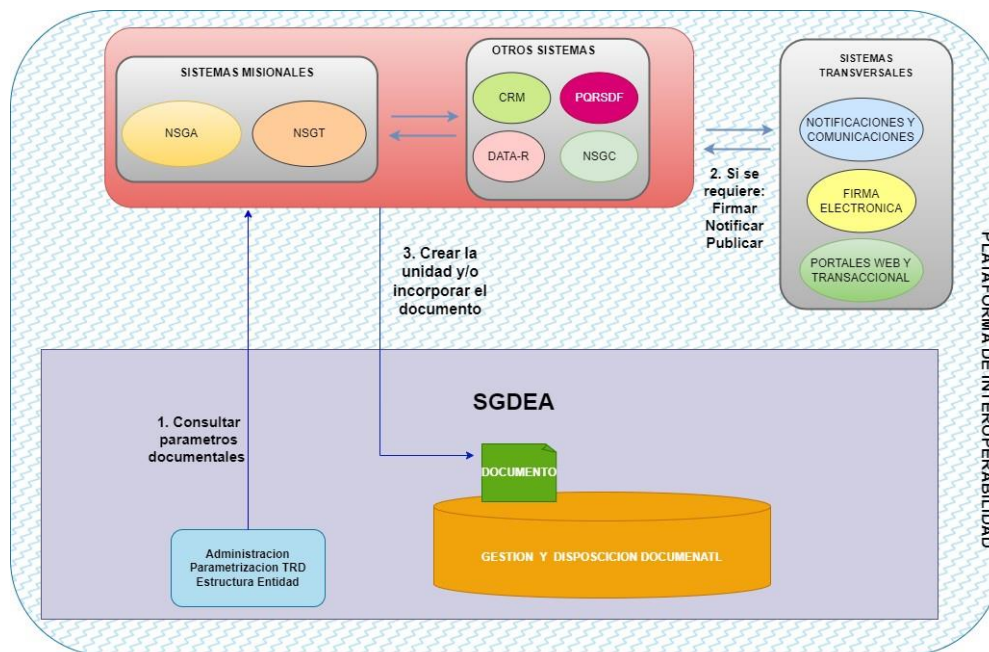 SISTEMAS MISIONALES
NSGA
NSGT
OTROS SISTEMAS
CRM
PQRSDF
DATA-R
NSGC
SISTEMAS
TRANSVERSALES
NOTIFICACIONES Y
COMUNICACIONES
FIRMA
ELECTRONICA
PORTALES WEB Y
TRANSACCIONAL
2. Si se
requiere:
Firmar
Notificar
Publicar
3. Crear la
unidad y/o
incorporar el
documento
PLATAFORMA DE INTEROPERABILIDAD
SGDEA
1. Consultar
parametros
documentales
DOCUMENTO
GESTION Y DISPOSCICION DOCUMENATL
Administracion
Parametrizacion TRD
Estructura Entidad